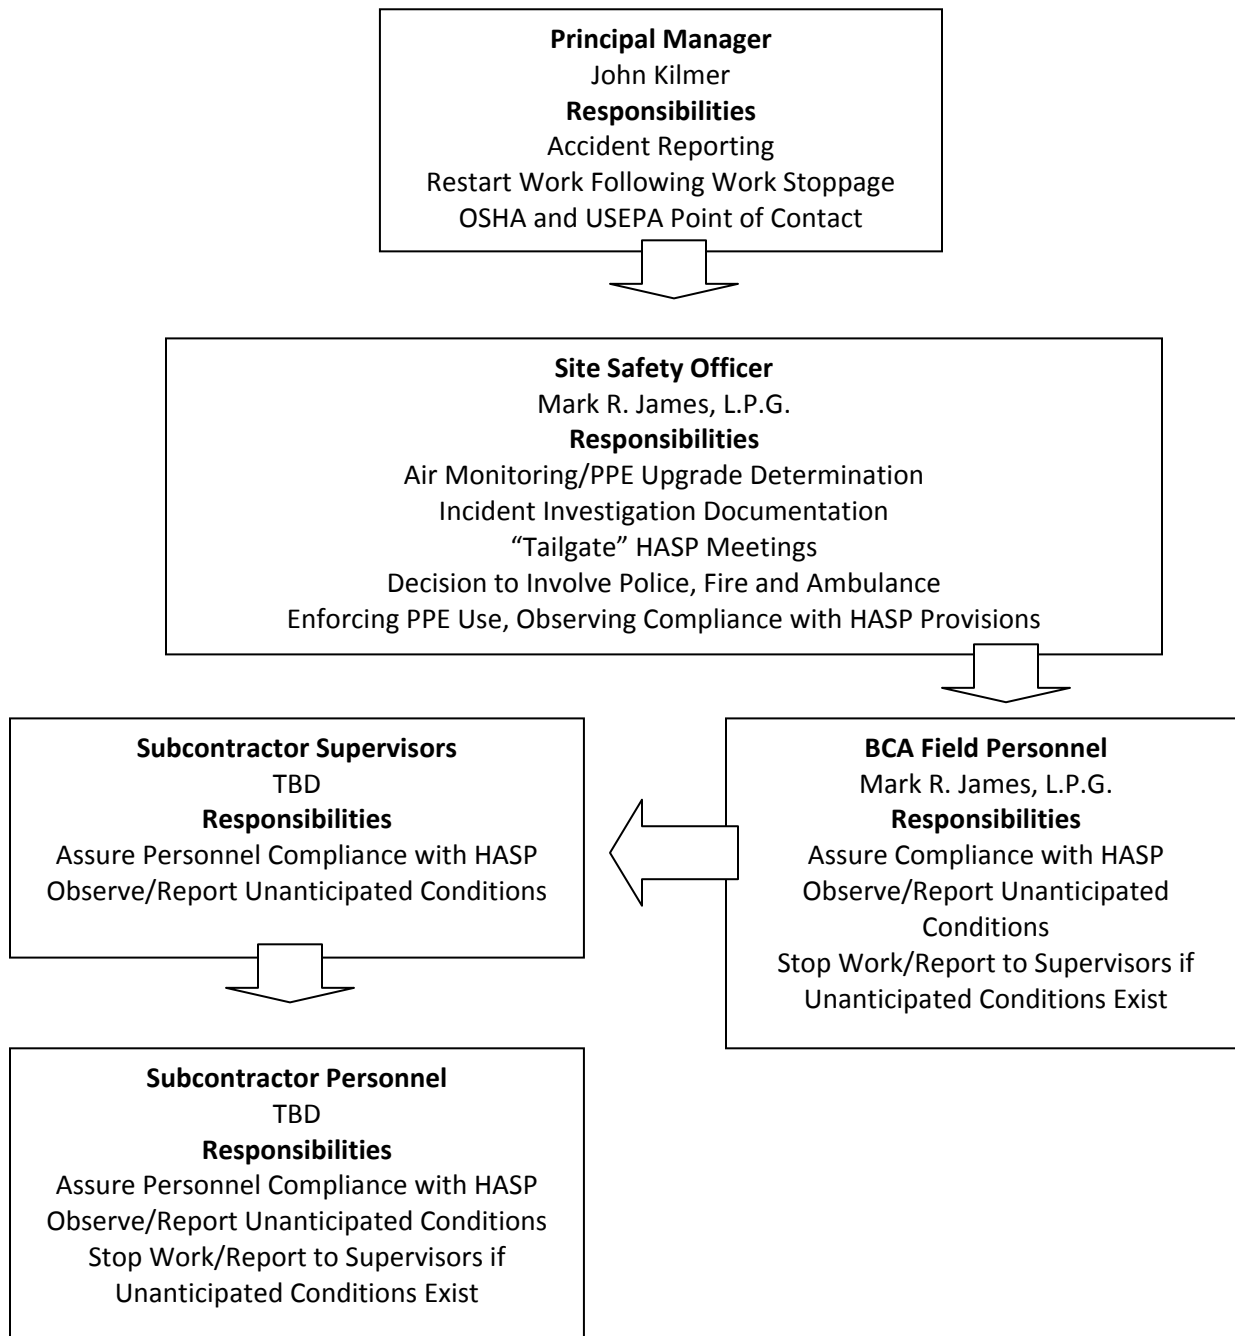 Principal Manager
John Kilmer
Responsibilities
Accident Reporting
Restart Work Following Work Stoppage
OSHA and USEPA Point of Contact
Site Safety Officer
Mark R. James, L.P.G.
Responsibilities
Air Monitoring/PPE Upgrade Determination
Incident Investigation Documentation
“Tailgate” HASP Meetings
Decision to Involve Police, Fire and Ambulance
Enforcing PPE Use, Observing Compliance with HASP Provisions
BCA Field Personnel
Mark R. James, L.P.G.
Responsibilities
Assure Compliance with HASP
Observe/Report Unanticipated
Conditions
Stop Work/Report to Supervisors if
Unanticipated Conditions Exist
Subcontractor Supervisors
TBD
Responsibilities
Assure Personnel Compliance with HASP
Observe/Report Unanticipated Conditions
Subcontractor Personnel
TBD
Responsibilities
Assure Personnel Compliance with HASP
Observe/Report Unanticipated Conditions
Stop Work/Report to Supervisors if
Unanticipated Conditions Exist